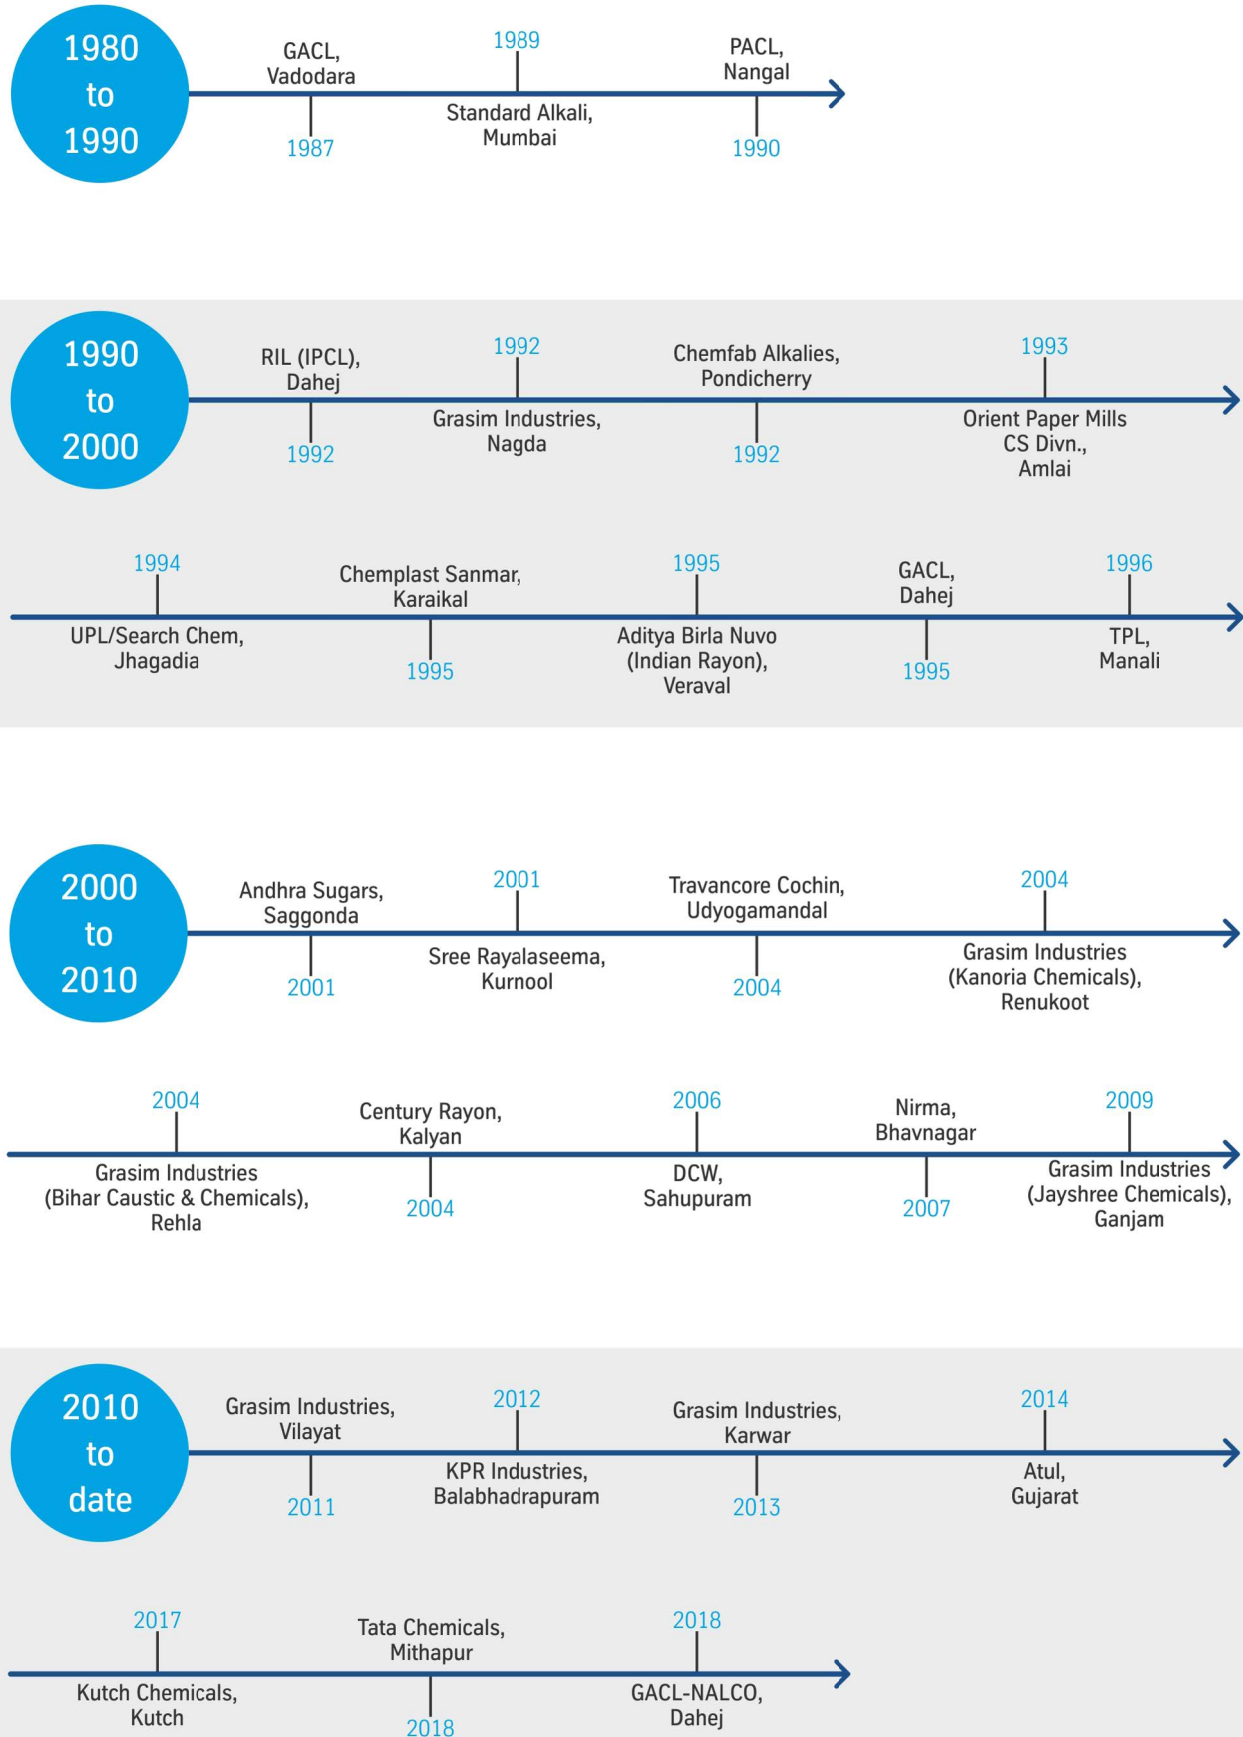 1980
to
1990
GACL,
Vadodara
1987
1989
Standard Alkali,
Mumbai
PACL,
Nangal
1990
1990
to
2000
RIL (IPCL),
Dahej
1992
1992
Grasim Industries,
Nagda
Chemfab Alkalies,
Pondicherry
1992
1993
Orient Paper Mills
CS Divn.,
Amlai
1994
UPL/Search Chem,
Jhagadia
Chemplast Sanmar,
Karaikal
1995
1995
Aditya Birla Nuvo
(Indian Rayon),
Veraval
GACL,
Dahej
1995
1996
TPL,
Manali
2000
to
2010
Andhra Sugars,
Saggonda
2001
2001
Sree Rayalaseema,
Kurnool
Travancore Cochin,
Udyogamandal
2004
2004
Grasim Industries
(Kanoria Chemicals),
Renukoot
2004
Grasim Industries
(Bihar Caustic & Chemicals),
Rehla
Century Rayon,
Kalyan
2004
2006
DCW,
Sahupuram
Nirma,
Bhavnagar
2007
2009
Grasim Industries
(Jayshree Chemicals),
Ganjam
2010
to
date
Grasim Industries,
Vilayat
2011
2012
KPR Industries,
Balabhadrapuram
Grasim Industries,
Karwar
2013
2014
Atul,
Gujarat
2017
Kutch Chemicals,
Kutch
Tata Chemicals,
Mithapur
2018
2018
GACL-NALCO,
Dahej